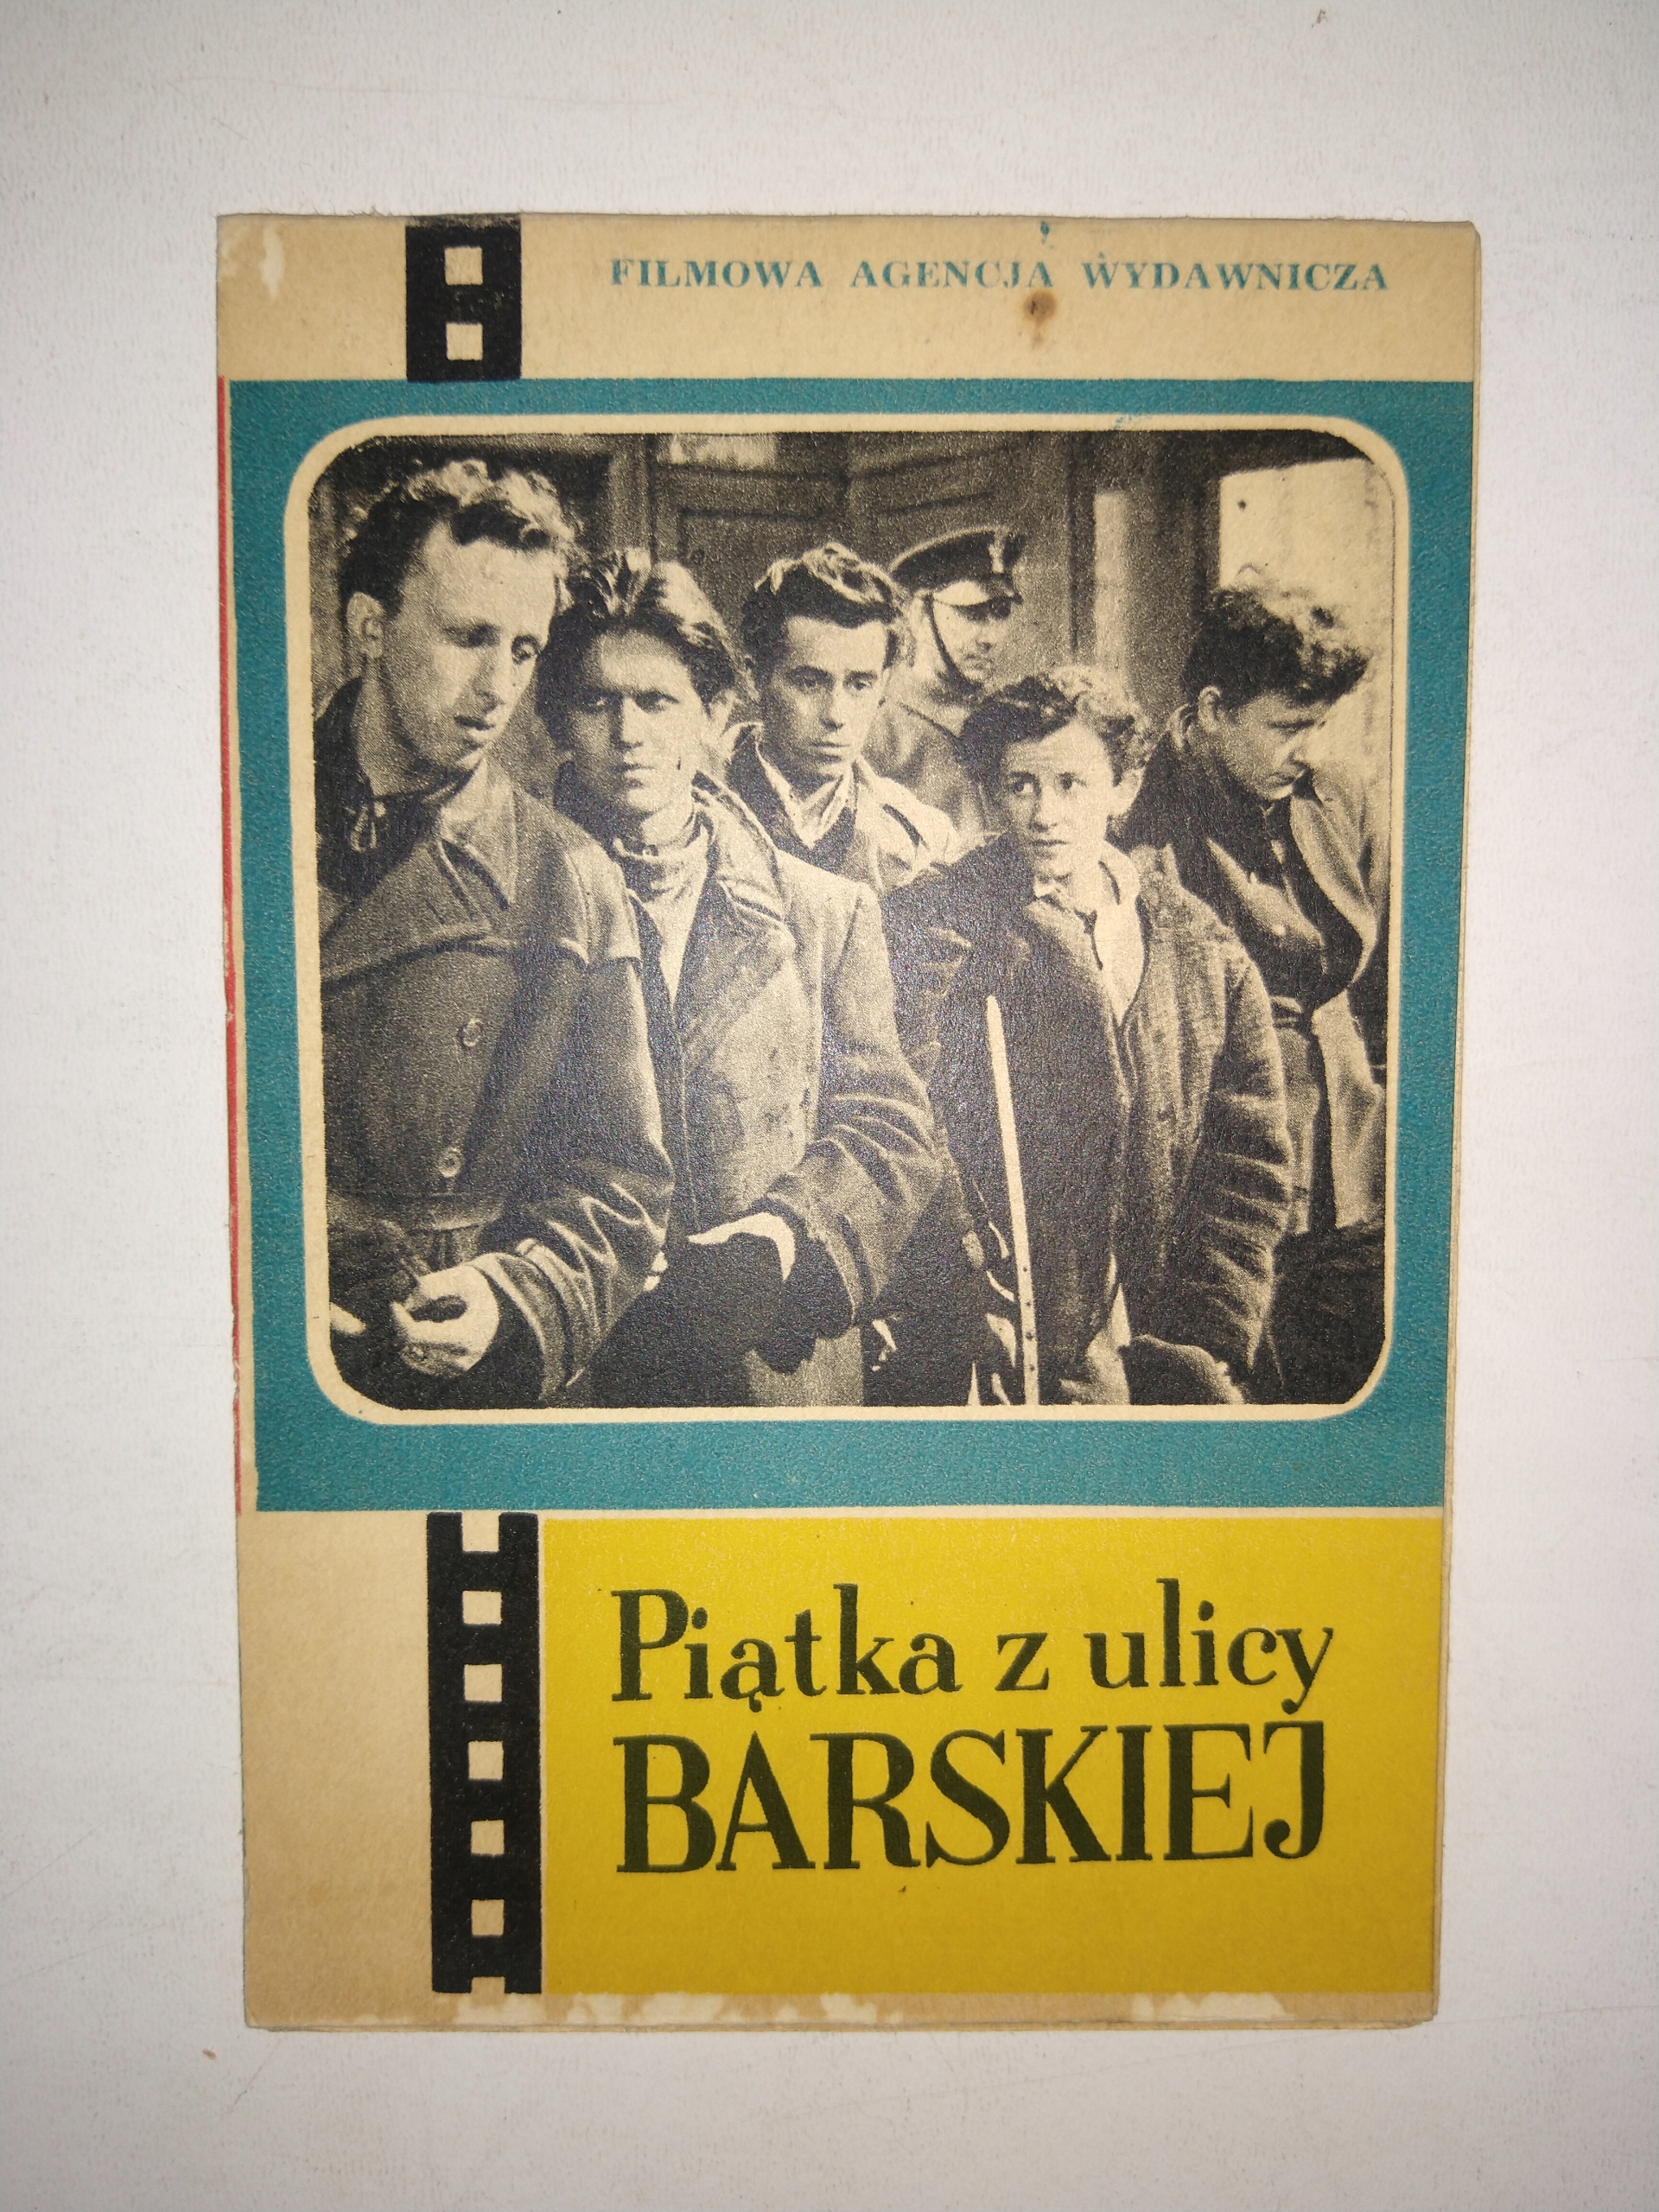 FILMOWA AGENCJA WYDAWNICZA
Piątka z ulicy
BARSKIEJ